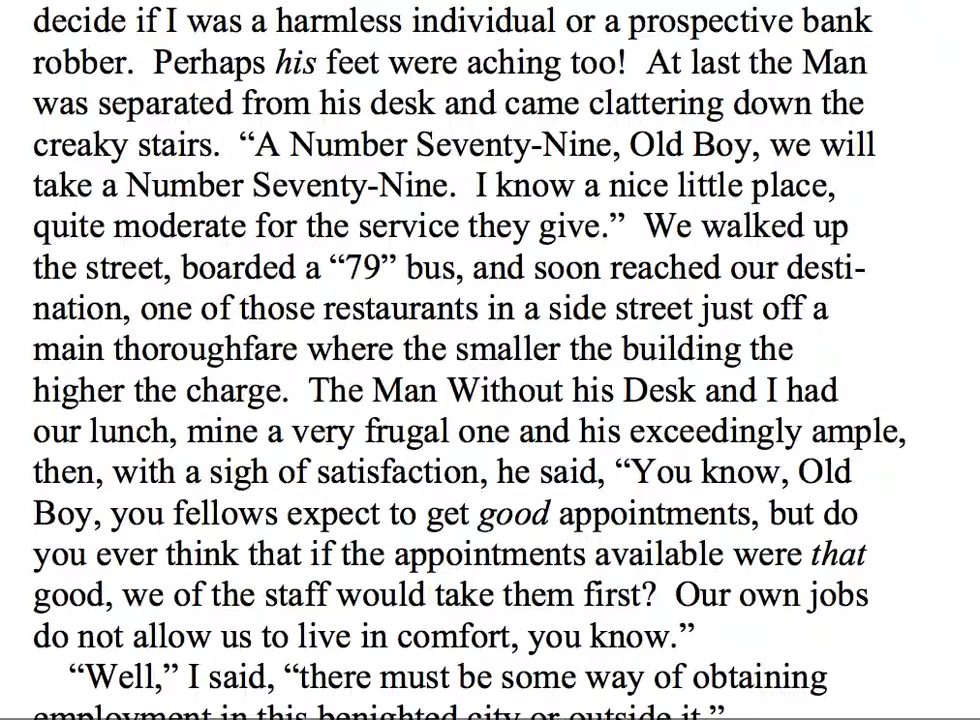 decide if I was a harmless individual or a prospective bank
robber.  Perhaps his feet were aching too!  At last the Man
was separated from his desk and came clattering down the
creaky stairs.  “A Number Seventy-Nine, Old Boy, we will
take a Number Seventy-Nine.  I know a nice little place,
quite moderate for the service they give.”  We walked up
the street, boarded a “79” bus, and soon reached our desti-
nation, one of those restaurants in a side street just off a
main thoroughfare where the smaller the building the
higher the charge.  The Man Without his Desk and I had
our lunch, mine a very frugal one and his exceedingly ample,
then, with a sigh of satisfaction, he said, “You know, Old
Boy, you fellows expect to get good appointments, but do
you ever think that if the appointments available were that
good, we of the staff would take them first?  Our own jobs
do not allow us to live in comfort, you know.”
“Well,” I said, “there must be some way of obtaining
employment in this benighted city or outside it.”